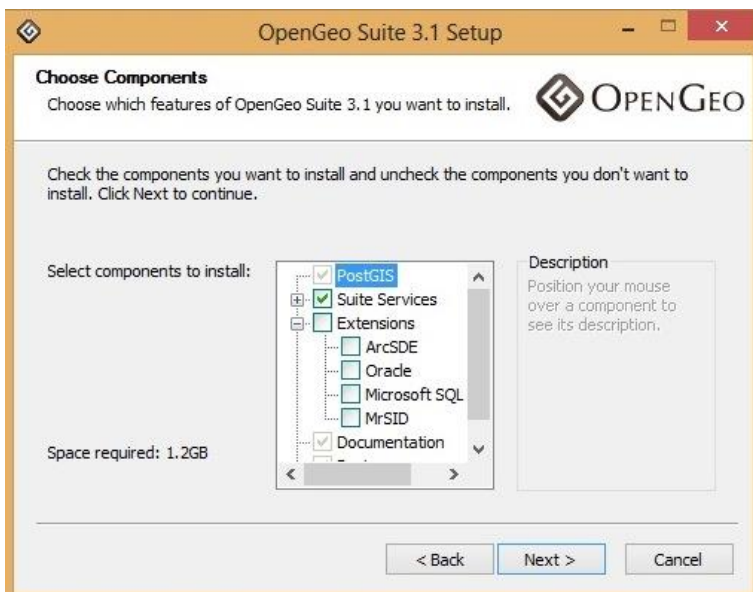 OpenGeo Suite 3.1 Setup
Choose Components
Choose which features of OpenGeo Suite 3.1 you want to install.
OPENGEO
Check the components you want to install and uncheck the components you don't want to
install. Click Next to continue.
Select components to install:
PostGIS
Suite Services
Extensions
ArcSDE
Oracle
Microsoft SQL
MrSID
Documentation
Space required: 1.2GB
Description
Position your mouse
over a component to
see its description.
< Back
Next >
Cancel